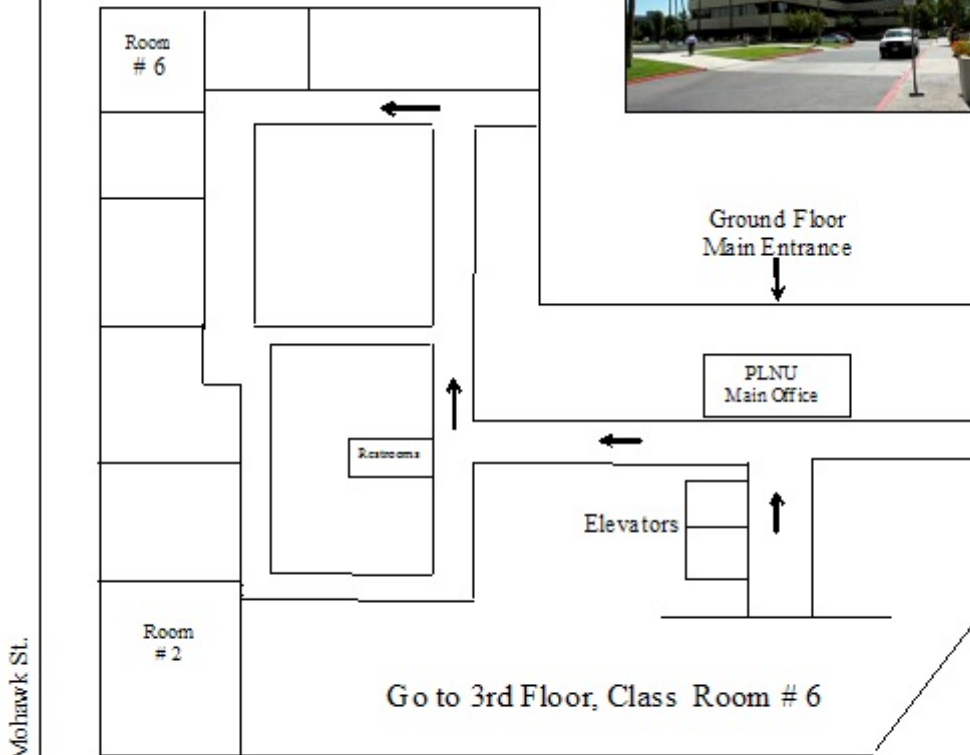 Room
# 6
Ground Floor
Main Entrance
PLNU
Main Office
Restrooms
Elevators
Room
# 2
Mohawk St.
Go to 3rd Floor, Class Room # 6